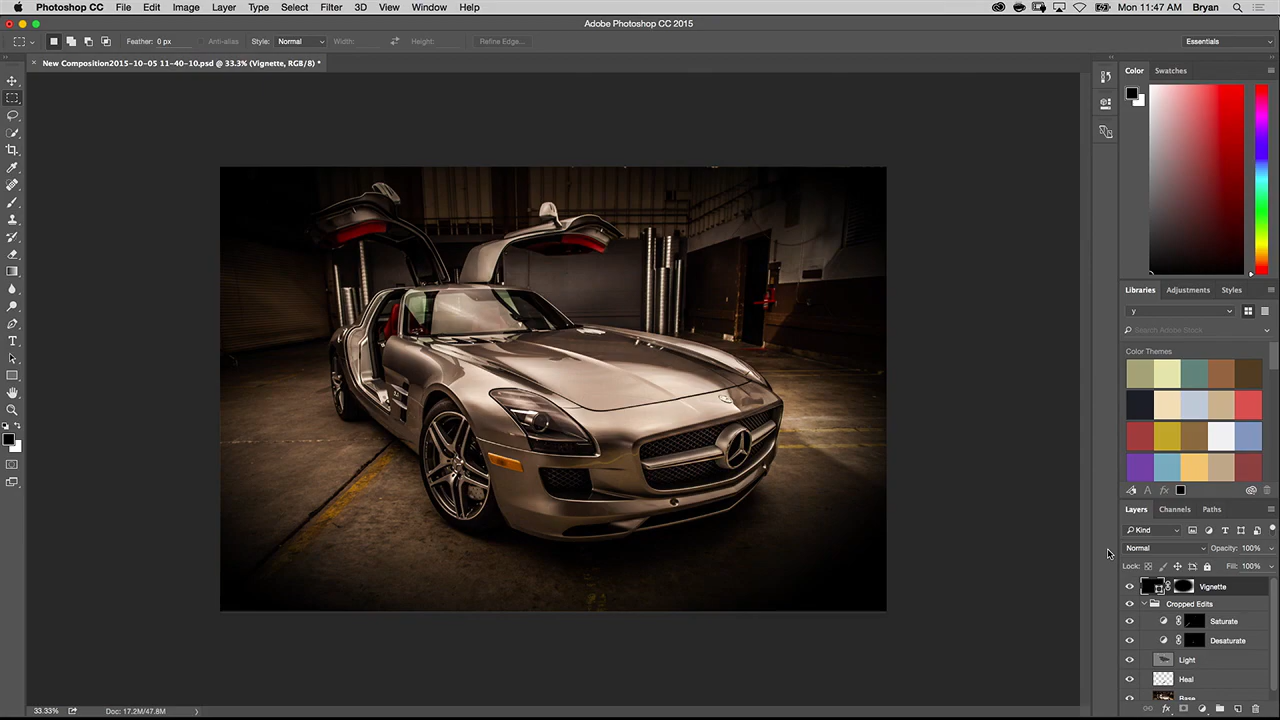 Photoshop CC File Edit Image Layer Type Select Filter 3D View Window Help Mon 11:47 AM Bryan
Adobe Photoshop CC 2015
Feather: 0 px Anti-alias Style: Normal Width: Height: Refine Edge... Essentials
× New Composition2015-10-05 11-40-10.psd @ 33.3% (Vignette, RGB/8) *
Color Swatches
Libraries Adjustments Styles
y
Search Adobe Stock
Color Themes
Layers Channels Paths
Kind
Normal Opacity: 100%
Lock: Fill: 100%
Vignette
Cropped Edits
Saturate
Desaturate
Light
Heal
Base
33.33% Doc: 17.2M/47.8M